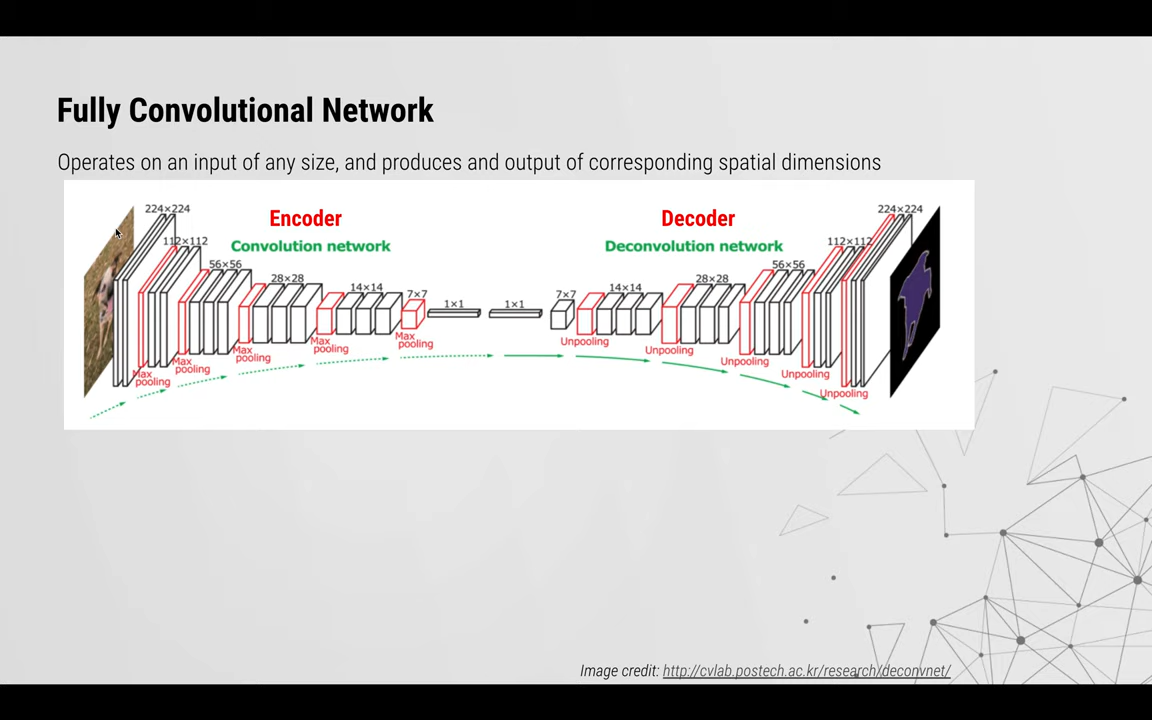 Fully Convolutional Network
Operates on an input of any size, and produces and output of corresponding spatial dimensions
Encoder
Convolution network
224×224
112×112
56×56
28×28
14×14
7×7
1×1
Max
pooling
Max
pooling
Max
pooling
Max
pooling
Max
pooling
Decoder
Deconvolution network
1×1
7×7
14×14
28×28
56×56
112×112
224×224
Unpooling
Unpooling
Unpooling
Unpooling
Unpooling
Image credit: http://cvlab.postech.ac.kr/research/deconvnet/